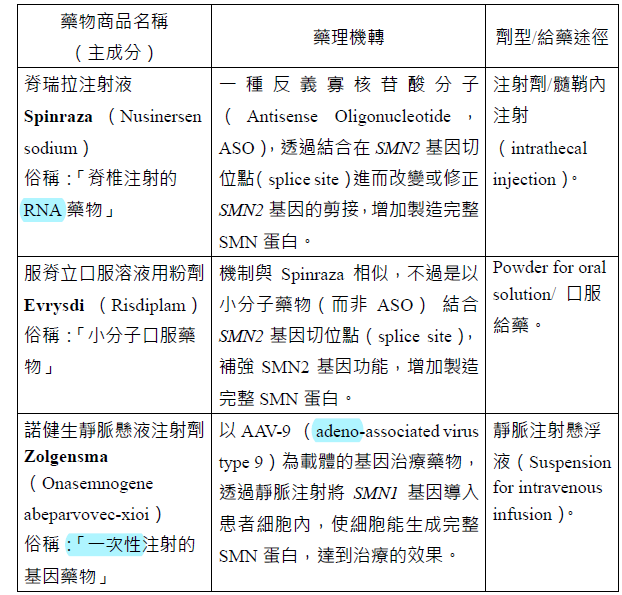 藥物商品名稱
（主成分）
藥理機轉
劑型/給藥途徑
脊瑞拉注射液
Spinraza（Nusinersen
sodium）
俗稱：「脊椎注射的
RNA 藥物」
一種反義寡核苷酸分子
（Antisense Oligonucleotide，
ASO），透過結合在 SMN2 基因切
位點（splice site）進而改變或修正
SMN2 基因的剪接，增加製造完整
SMN 蛋白。
注射劑/髓鞘內
注射
（intrathecal
injection）。
服脊立口服溶液用粉劑
Evrysdi（Risdiplam）
俗稱：「小分子口服藥
物」
機制與 Spinraza 相似，不過是以
小分子藥物（而非 ASO） 結合
SMN2 基因切位點（splice site），
補強 SMN2 基因功能，增加製造
完整 SMN 蛋白。
Powder for oral
solution/ 口服
給藥。
諾健生靜脈懸液注射劑
Zolgensma
（Onasemnogene
abeparvovec-xioi）
俗稱：「一次性注射的
基因藥物」
以 AAV-9 （adeno-associated virus
type 9）為載體的基因治療藥物，
透過靜脈注射將 SMN1 基因導入
患者細胞內，使細胞能生成完整
SMN 蛋白，達到治療的效果。
靜脈注射懸浮
液（Suspension
for intravenous
infusion）。